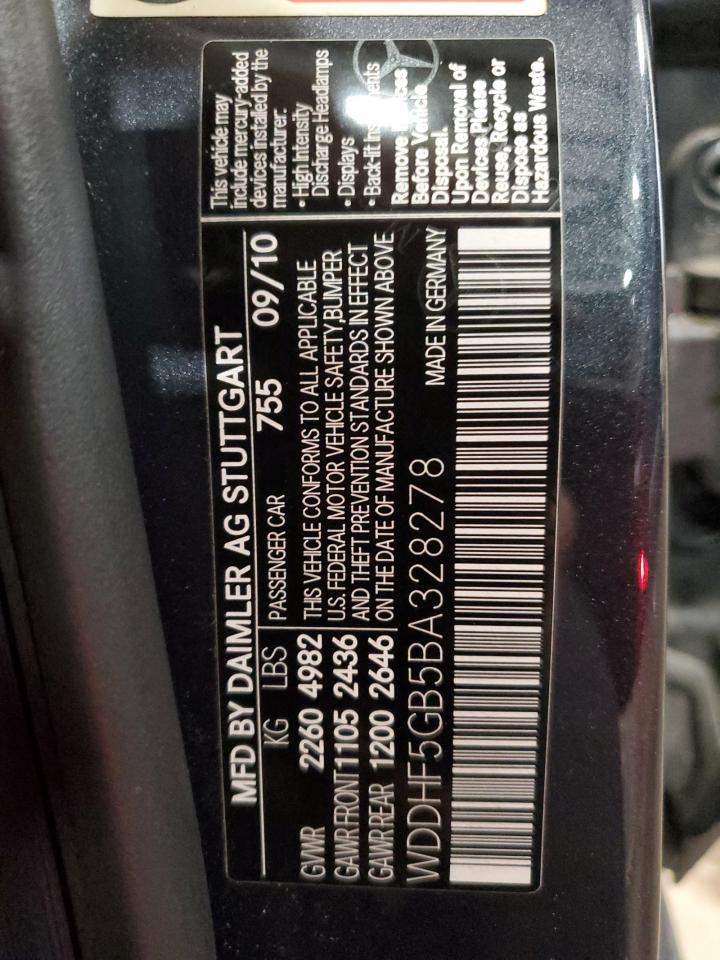 MFD BY DAIMLER AG STUTTGART
KG LBS
GVWR 2260 4982
GAWR FRONT 1105 2436
GAWR REAR 1200 2646
PASSENGER CAR 755 09/10
THIS VEHICLE CONFORMS TO ALL APPLICABLE
U.S. FEDERAL MOTOR VEHICLE SAFETY,BUMPER
AND THEFT PREVENTION STANDARDS IN EFFECT
ON THE DATE OF MANUFACTURE SHOWN ABOVE
WDDHF5GB5BA328278
MADE IN GERMANY
This vehicle may
include mercury-added
devices installed by the
manufacturer:
• High Intensity
Discharge Headlamps
• Displays
• Back-lit
Remove
Before Vehicle
Disposal.
Upon Removal of
Devices Please
Reuse, Recycle or
Dispose as
Hazardous Waste.